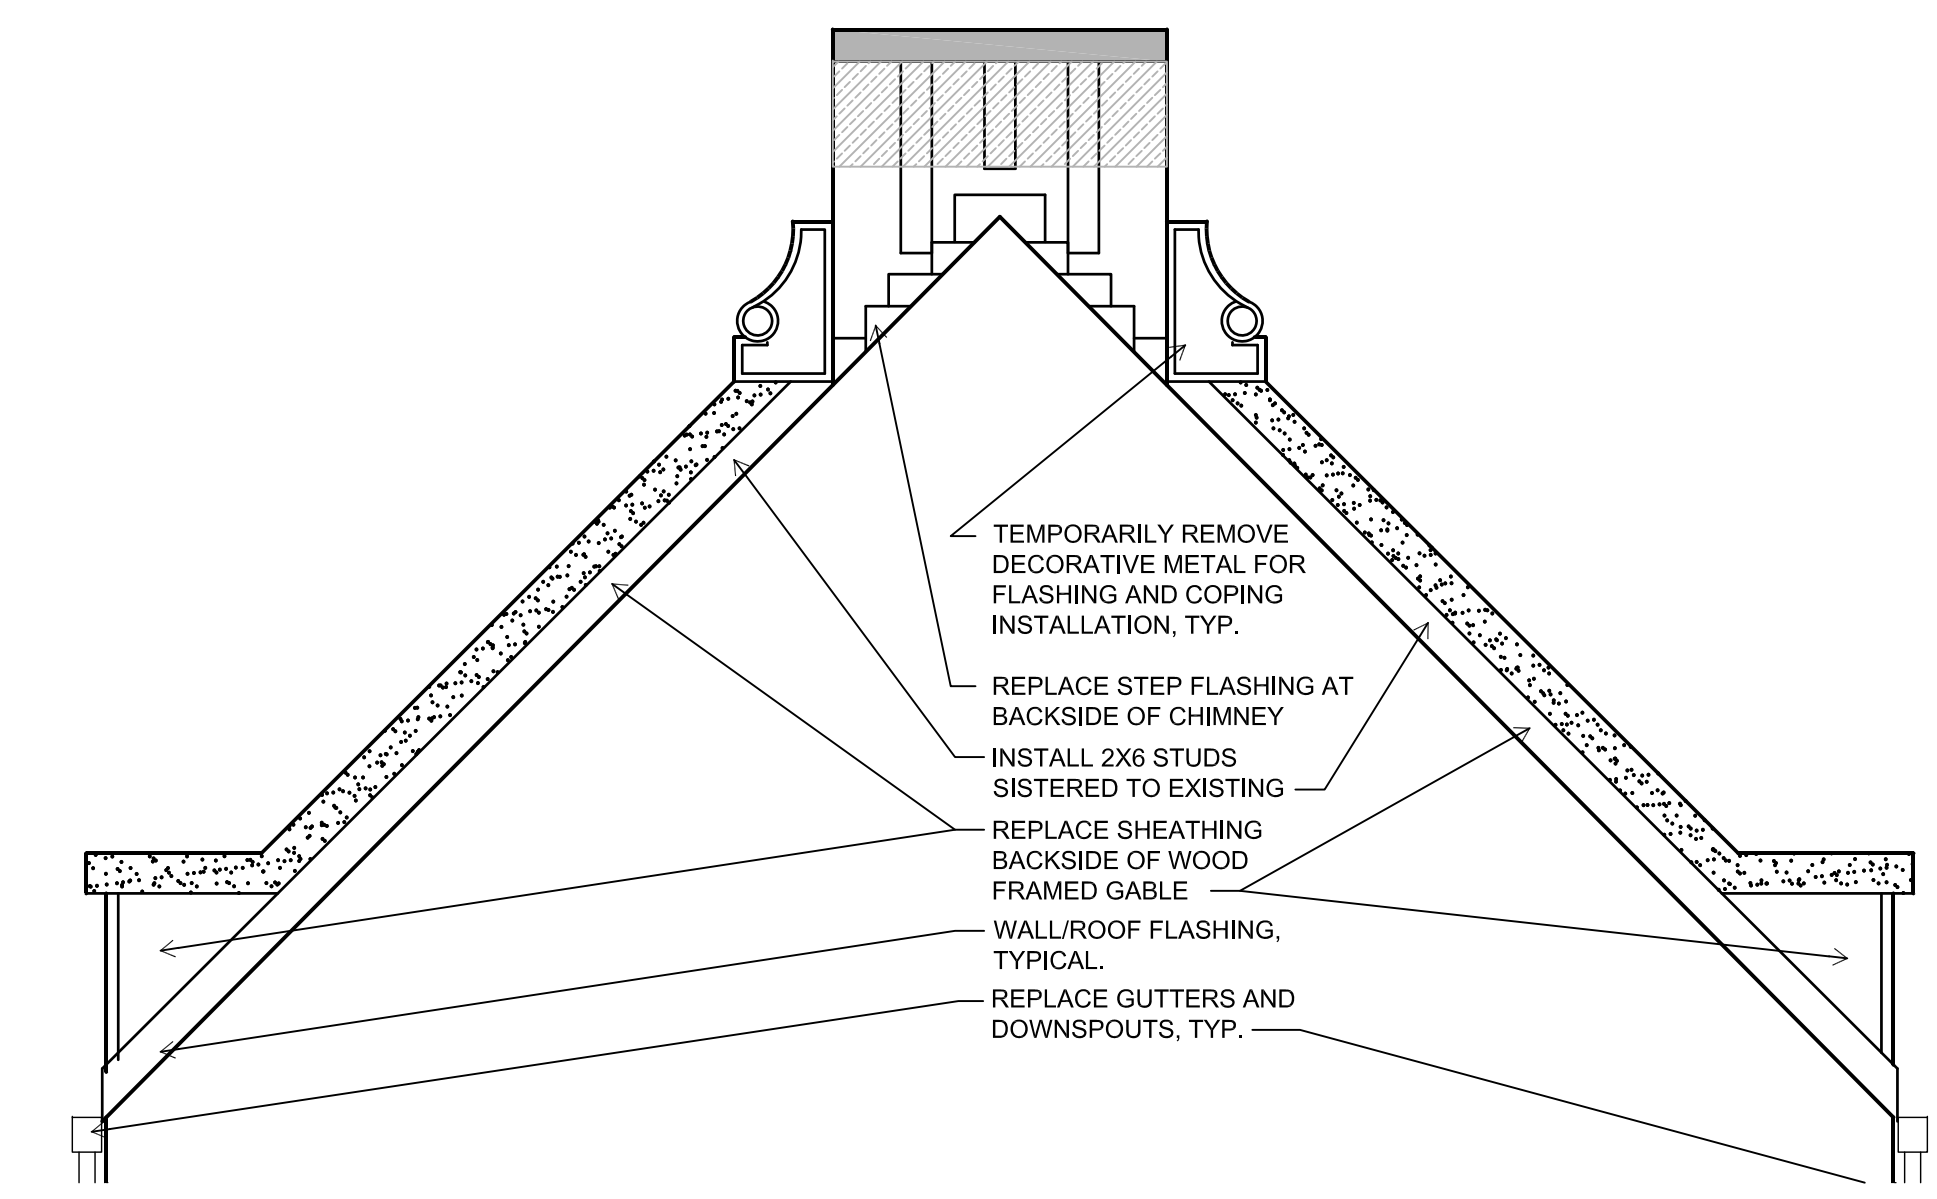 TEMPORARILY REMOVE
DECORATIVE METAL FOR
FLASHING AND COPING
INSTALLATION, TYP.
REPLACE STEP FLASHING AT
BACKSIDE OF CHIMNEY
INSTALL 2X6 STUDS
SISTERED TO EXISTING
REPLACE SHEATHING
BACKSIDE OF WOOD
FRAMED GABLE
WALL/ROOF FLASHING,
TYPICAL.
REPLACE GUTTERS AND
DOWNSPOUTS, TYP.